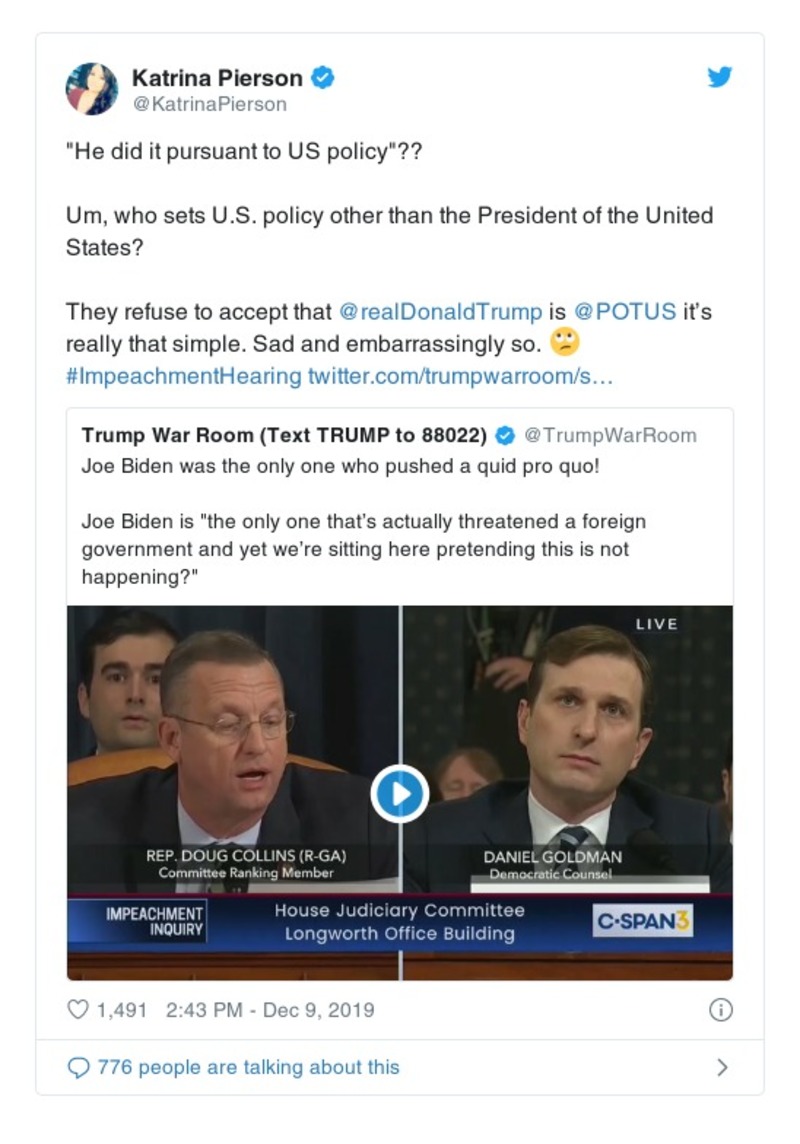 Katrina Pierson
@KatrinaPierson
"He did it pursuant to US policy"??
Um, who sets U.S. policy other than the President of the United
States?
They refuse to accept that @realDonaldTrump is @POTUS it's
really that simple. Sad and embarrassingly so. 🙄
#ImpeachmentHearing twitter.com/trumpwarroom/s…
Trump War Room (Text TRUMP to 88022) @TrumpWarRoom
Joe Biden was the only one who pushed a quid pro quo!
Joe Biden is "the only one that's actually threatened a foreign
government and yet we're sitting here pretending this is not
happening?"
LIVE
REP. DOUG COLLINS (R-GA)
Committee Ranking Member
DANIEL GOLDMAN
Democratic Counsel
IMPEACHMENT
INQUIRY
House Judiciary Committee
Longworth Office Building
C·SPAN3
1,491 2:43 PM - Dec 9, 2019
776 people are talking about this